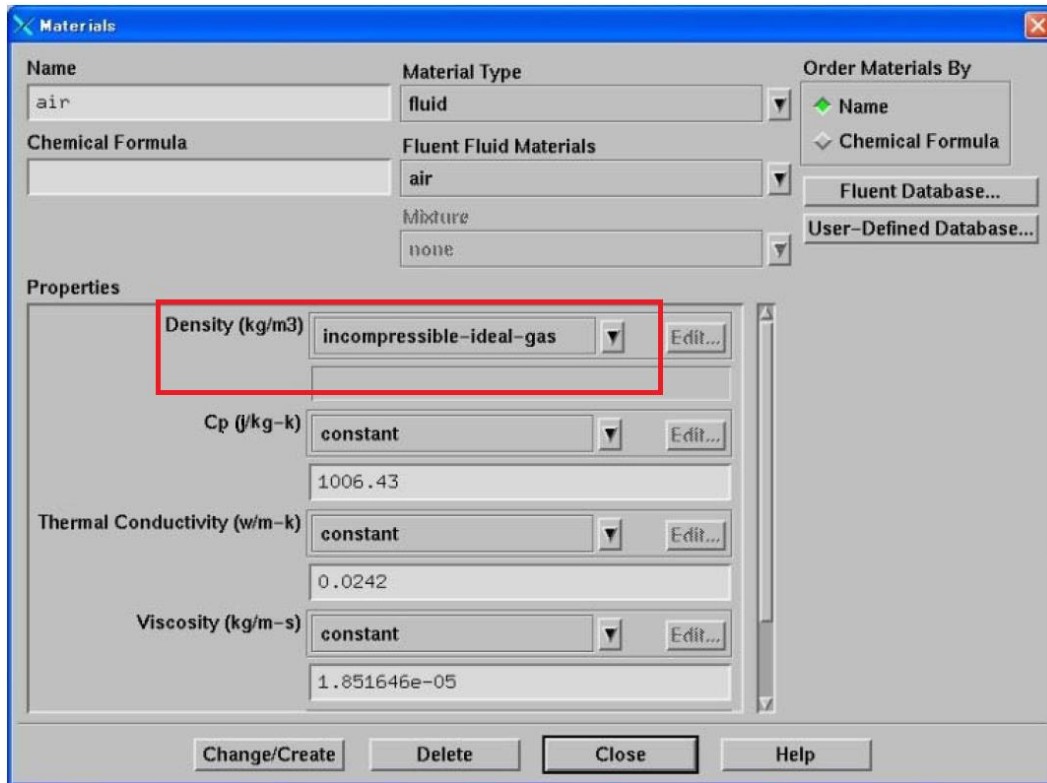 Materials
Name
air
Chemical Formula
Material Type
fluid
Fluent Fluid Materials
air
Mixture
none
Order Materials By
Name
Chemical Formula
Fluent Database...
User-Defined Database...
Properties
Density (kg/m3)
incompressible-ideal-gas
Edit...
Cp (j/kg-k)
constant
Edit...
1006.43
Thermal Conductivity (w/m-k)
constant
Edit...
0.0242
Viscosity (kg/m-s)
constant
Edit...
1.851646e-05
Change/Create
Delete
Close
Help